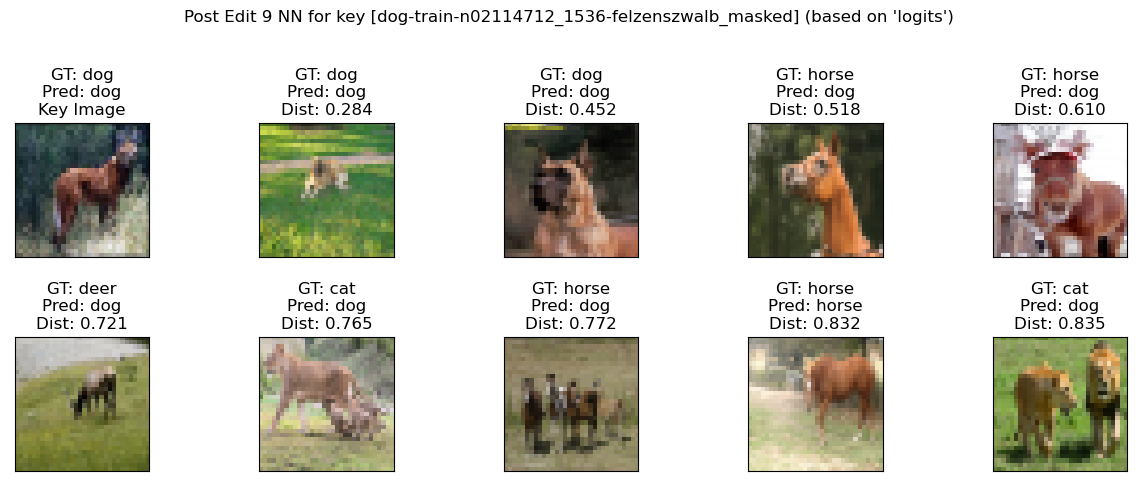 Post Edit 9 NN for key [dog-train-n02114712_1536-felzenszwalb_masked] (based on 'logits')
GT: dog
Pred: dog
Key Image
GT: dog
Pred: dog
Dist: 0.284
GT: dog
Pred: dog
Dist: 0.452
GT: horse
Pred: dog
Dist: 0.518
GT: horse
Pred: dog
Dist: 0.610
GT: deer
Pred: dog
Dist: 0.721
GT: cat
Pred: dog
Dist: 0.765
GT: horse
Pred: dog
Dist: 0.772
GT: horse
Pred: horse
Dist: 0.832
GT: cat
Pred: dog
Dist: 0.835